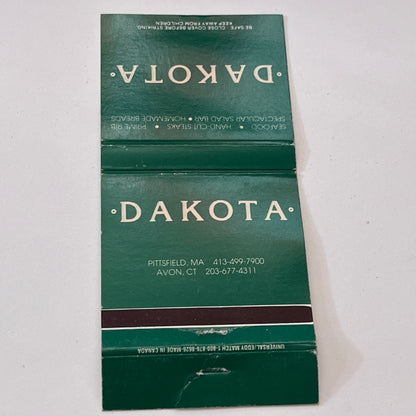 BE SAFE - CLOSE COVER BEFORE STRIKING
KEEP AWAY FROM CHILDREN
DAKOTA
SEAFOOD • HAND-CUT STEAKS • PRIME RIB
SPECTACULAR SALAD BAR • HOMEMADE BREADS
DAKOTA
PITTSFIELD, MA 413-499-7900
AVON, CT 203-677-4311
UNIVERSAL/EDDY MATCH 1-800-876-8626 • MADE IN CANADA